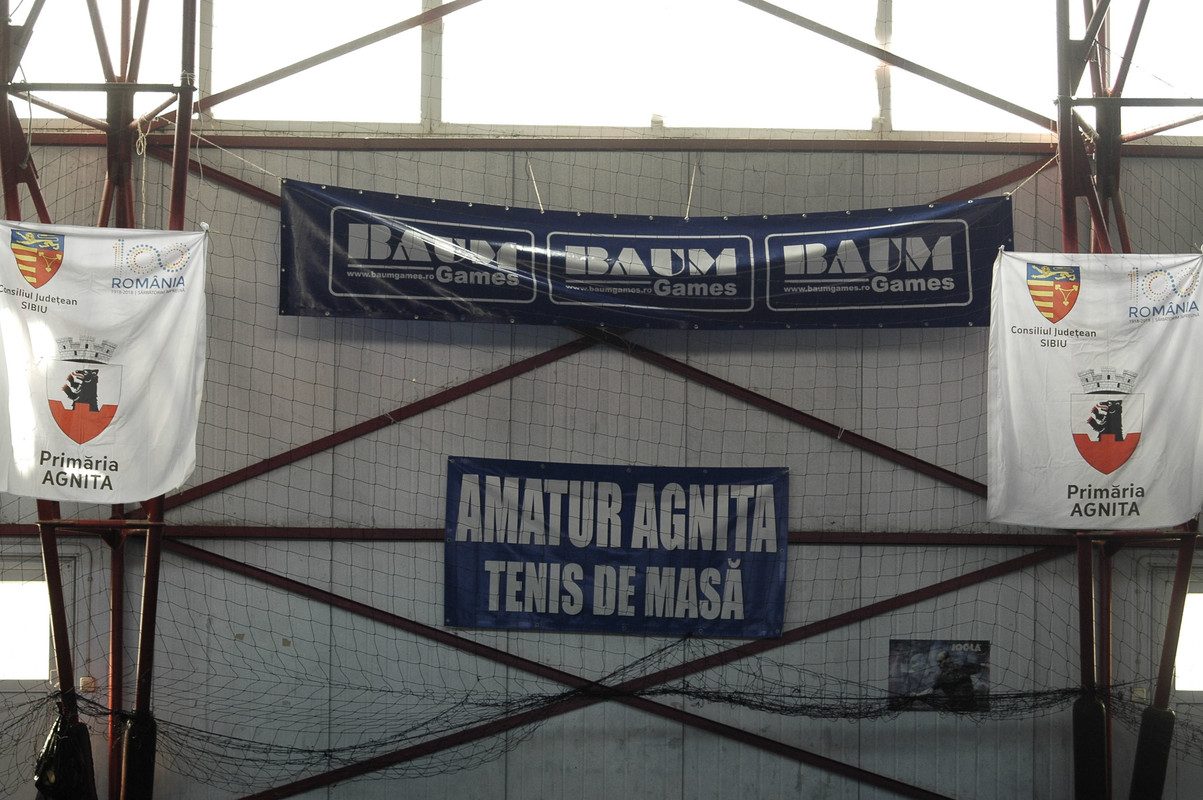 BAUM
www.baumgames.ro Games
BAUM
www.baumgames.ro Games
BAUM
www.baumgames.ro Games
100
ROMÂNIA
Consiliul Județean
SIBIU
Primăria
AGNITA
100
ROMÂNIA
Consiliul Județean
SIBIU
Primăria
AGNITA
AMATUR AGNITA
TENIS DE MASĂ
JOOLA